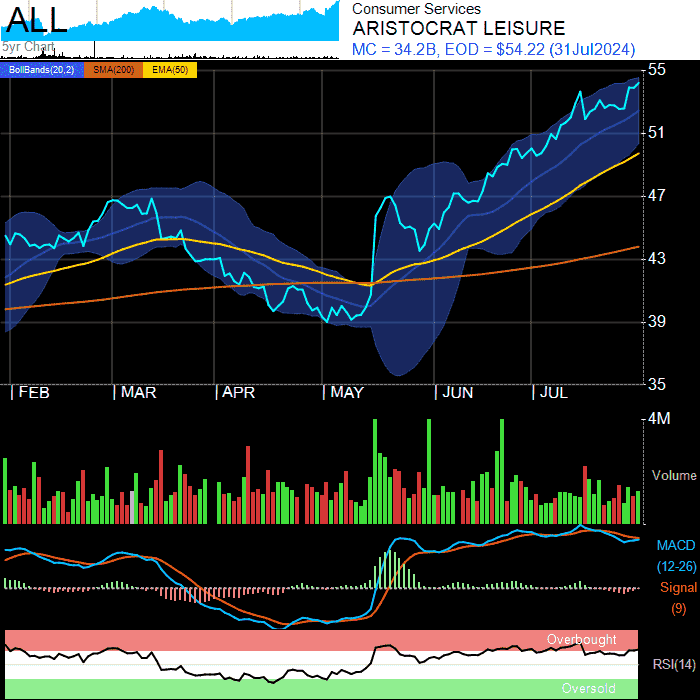 ALL
5yr Chart
Consumer Services
ARISTOCRAT LEISURE
MC = 34.2B, EOD = $54.22 (31Jul2024)
BollBands(20,2) SMA(200) EMA(50)
55
51
47
43
39
35
FEB MAR APR MAY JUN JUL
4M
Volume
MACD
(12-26)
Signal
(9)
Overbought
RSI(14)
Oversold